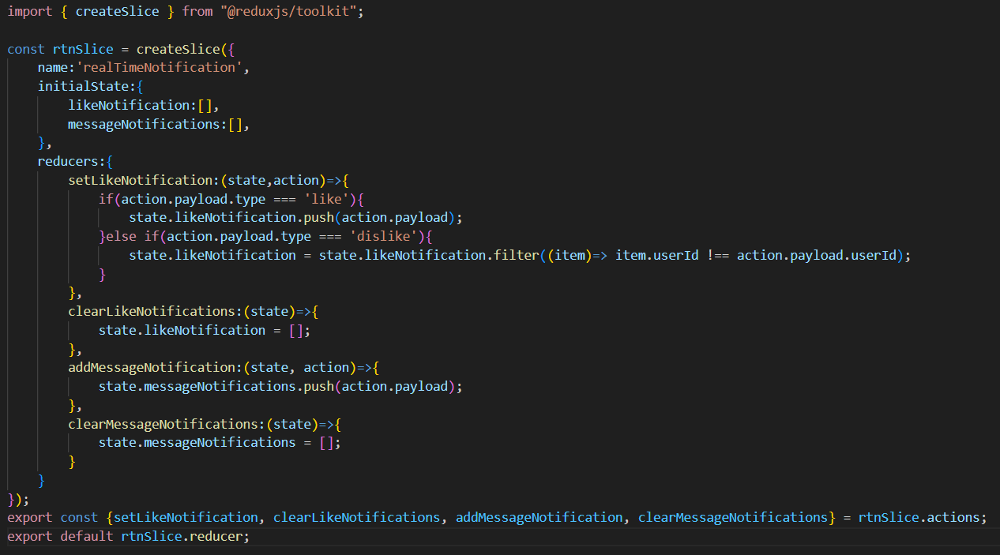 import { createSlice } from "@reduxjs/toolkit";

const rtnSlice = createSlice({
    name:'realTimeNotification',
    initialState:{
        likeNotification:[],
        messageNotifications:[],
    },
    reducers:{
        setLikeNotification:(state,action)=>{
            if(action.payload.type === 'like'){
                state.likeNotification.push(action.payload);
            }else if(action.payload.type === 'dislike'){
                state.likeNotification = state.likeNotification.filter((item)=> item.userId !== action.payload.userId);
            }
        },
        clearLikeNotifications:(state)=>{
            state.likeNotification = [];
        },
        addMessageNotification:(state, action)=>{
            state.messageNotifications.push(action.payload);
        },
        clearMessageNotifications:(state)=>{
            state.messageNotifications = [];
        }
    }
});
export const {setLikeNotification, clearLikeNotifications, addMessageNotification, clearMessageNotifications} = rtnSlice.actions;
export default rtnSlice.reducer;